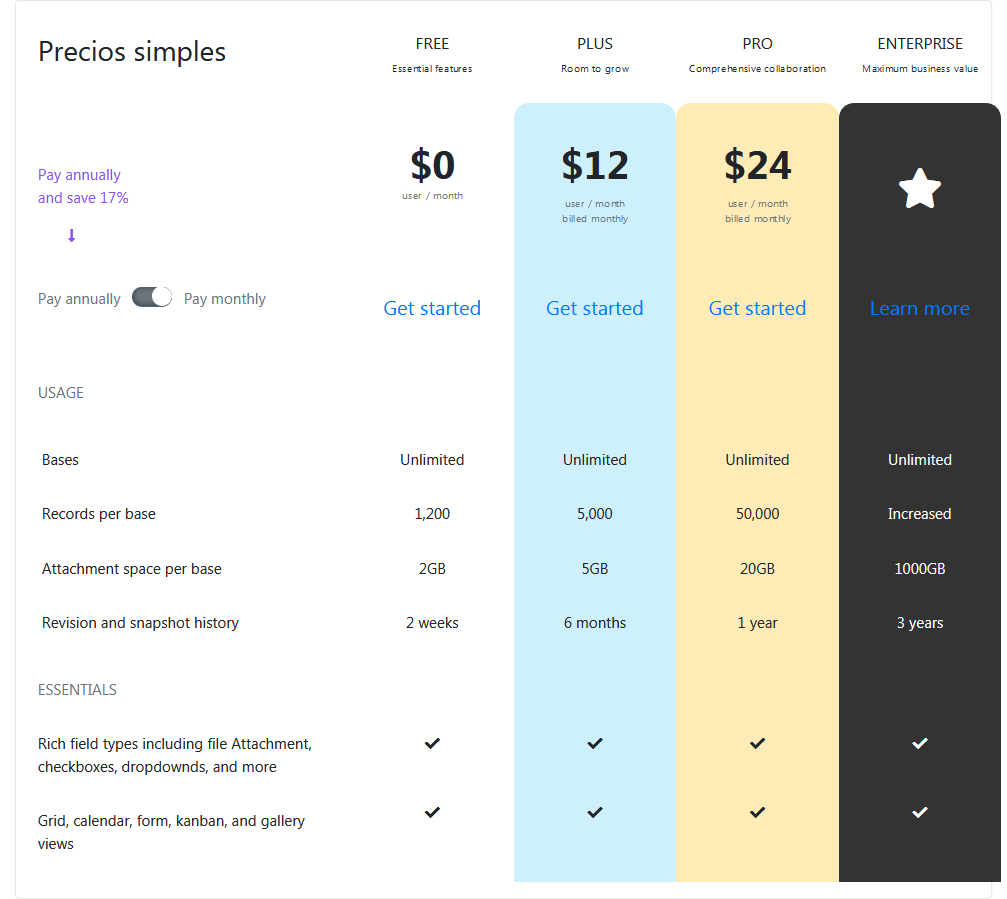 Precios simples
FREE
Essential features
PLUS
Room to grow
PRO
Comprehensive collaboration
ENTERPRISE
Maximum business value
Pay annually
and save 17%
$0
user / month
$12
user / month
billed monthly
$24
user / month
billed monthly
Pay annually
Pay monthly
Get started
Get started
Get started
Learn more
USAGE
Bases Unlimited Unlimited Unlimited Unlimited
Records per base 1,200 5,000 50,000 Increased
Attachment space per base 2GB 5GB 20GB 1000GB
Revision and snapshot history 2 weeks 6 months 1 year 3 years
ESSENTIALS
Rich field types including file Attachment,
checkboxes, dropdownds, and more
Grid, calendar, form, kanban, and gallery
views